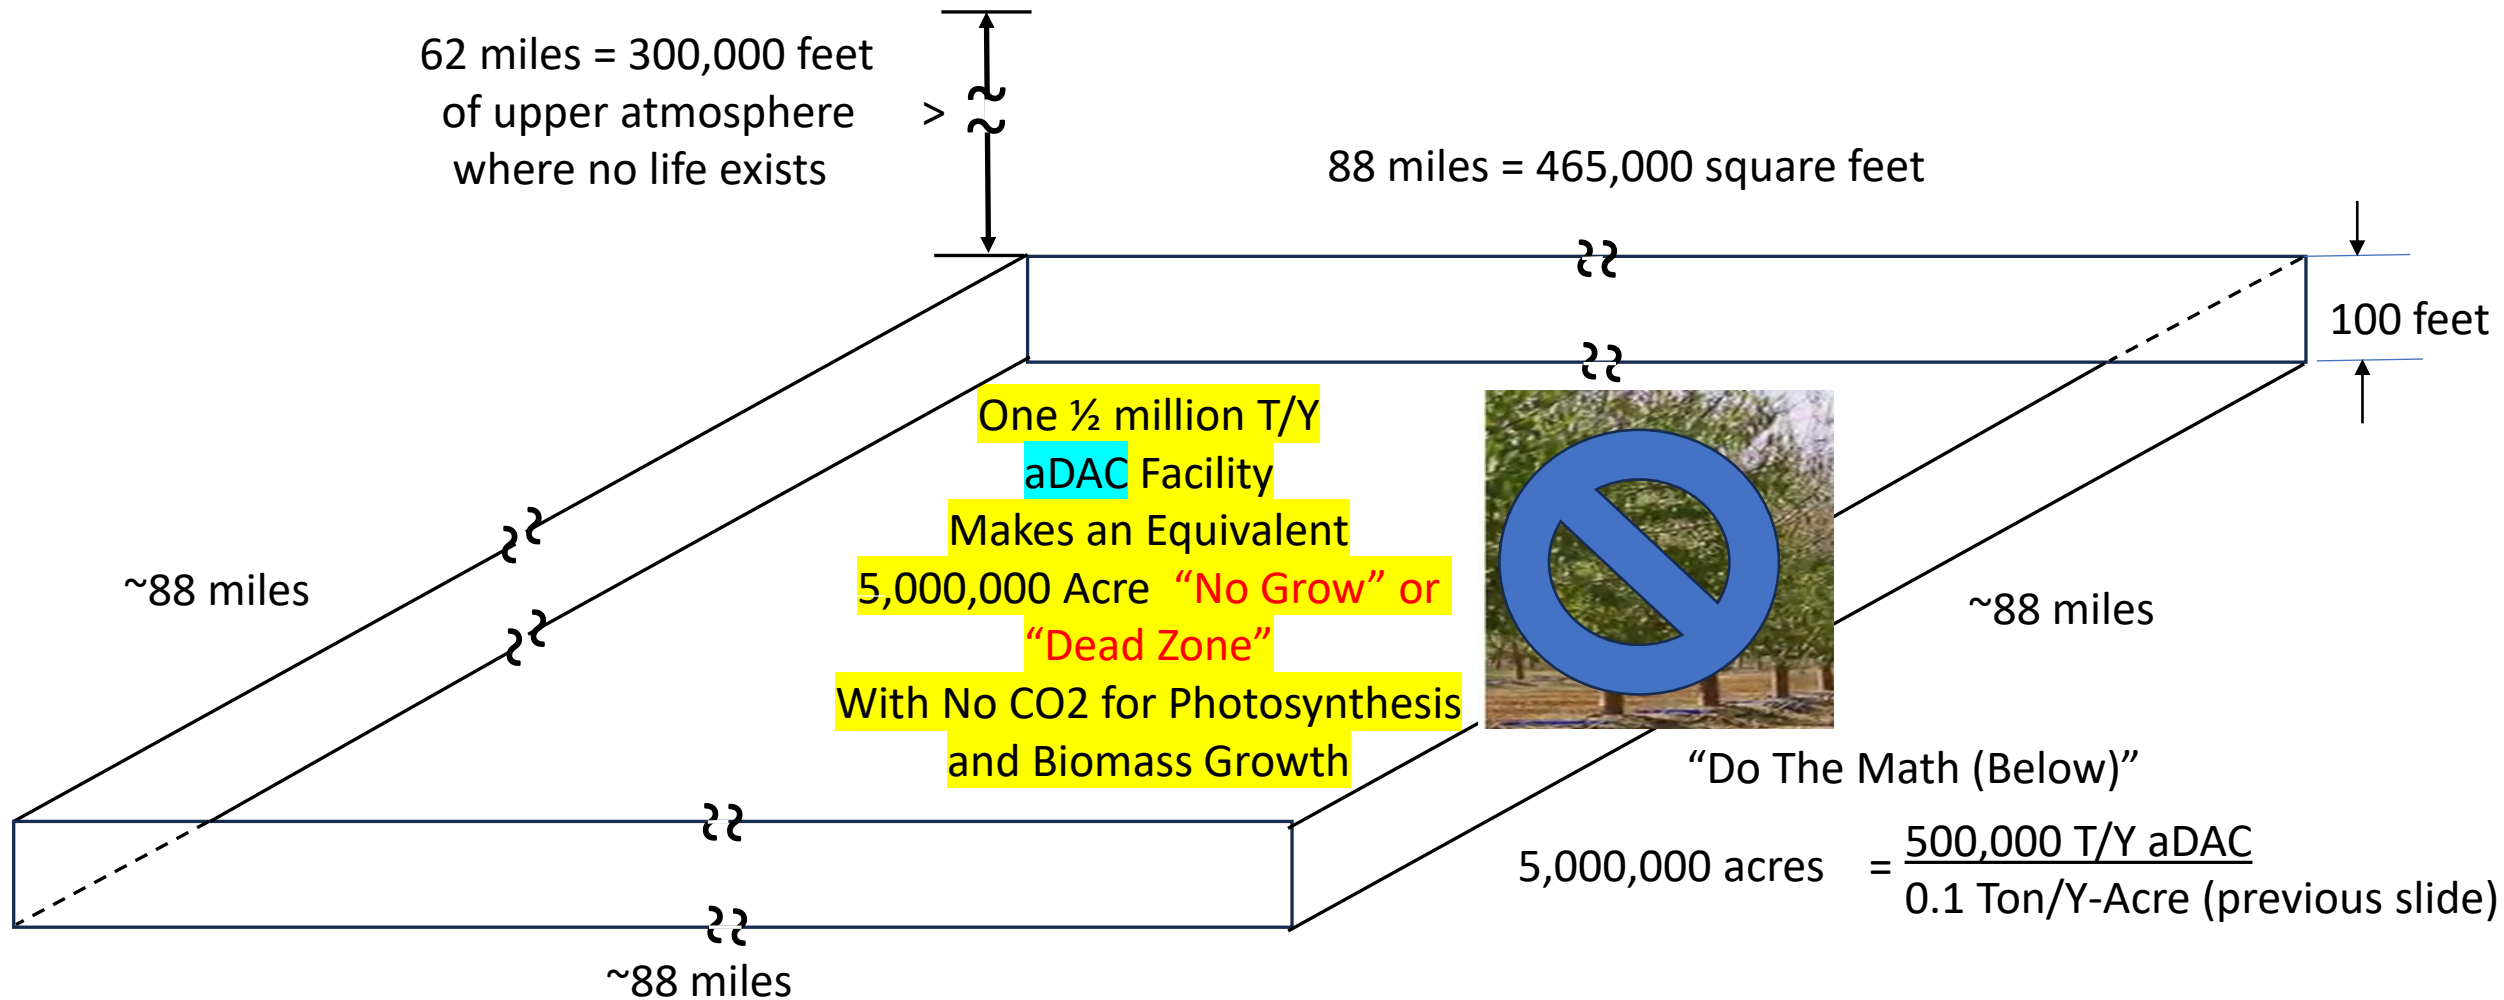 62 miles = 300,000 feet
of upper atmosphere >
where no life exists
88 miles = 465,000 square feet
100 feet
One ½ million T/Y
aDAC Facility
Makes an Equivalent
5,000,000 Acre “No Grow” or
“Dead Zone”
With No CO2 for Photosynthesis
and Biomass Growth
~88 miles
~88 miles
“Do The Math (Below)”
5,000,000 acres = 500,000 T/Y aDAC
0.1 Ton/Y-Acre (previous slide)
~88 miles